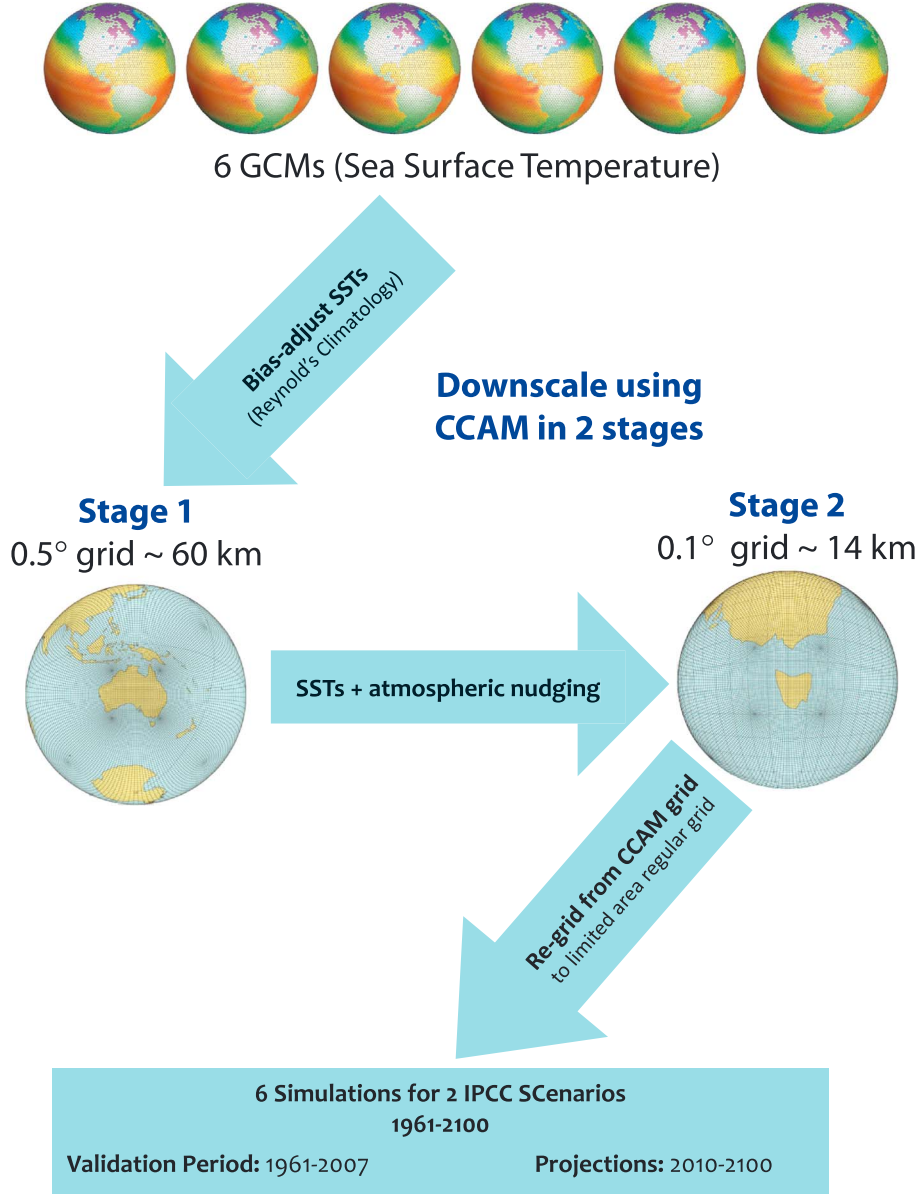 6 GCMs (Sea Surface Temperature)
Bias-adjust SSTs
(Reynold's Climatology)
Downscale using
CCAM in 2 stages
Stage 1
0.5° grid ~ 60 km
Stage 2
0.1° grid ~ 14 km
SSTs + atmospheric nudging
Re-grid from CCAM grid
to limited area regular grid
6 Simulations for 2 IPCC SCenarios
1961-2100
Validation Period: 1961-2007
Projections: 2010-2100